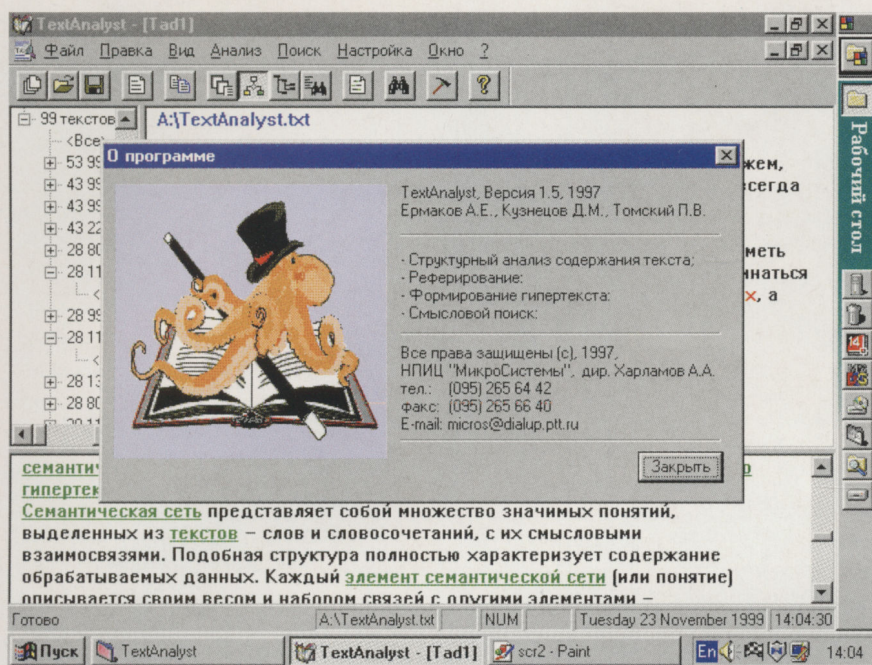 TextAnalyst - [Tad1]
Файл Правка Вид Анализ Поиск Настройка Окно ?
99 текстов
A:\TextAnalyst.txt
<Все>
53 99
43 99
43 99
43 22
28 80
28 11
28 99
28 11
28 13
28 80
28 11
жем,
всегда
меть
инаться
х, а
О программе
TextAnalyst, Версия 1.5, 1997
Ермаков А.Е., Кузнецов Д.М., Томский П.В.
- Структурный анализ содержания текста;
- Реферирование;
- Формирование гипертекста;
- Смысловой поиск;
Все права защищены (c), 1997,
НПИЦ "МикроСистемы", дир. Харламов А.А.
тел.: (095) 265 64 42
факс: (095) 265 66 40
E-mail: micros@dialup.ptt.ru
Закрыть
семанти
гиперте
Семантическая сеть представляет собой множество значимых понятий,
выделенных из текстов – слов и словосочетаний, с их смысловыми
взаимосвязями. Подобная структура полностью характеризует содержание
обрабатываемых данных. Каждый элемент семантической сети (или понятие)
описывается своим весом и набором связей с другими элементами –
Готово A:\TextAnalyst.txt NUM Tuesday 23 November 1999 14:04:30
Пуск TextAnalyst TextAnalyst - [Tad1] scr2 - Paint En 14:04
Рабочий стол